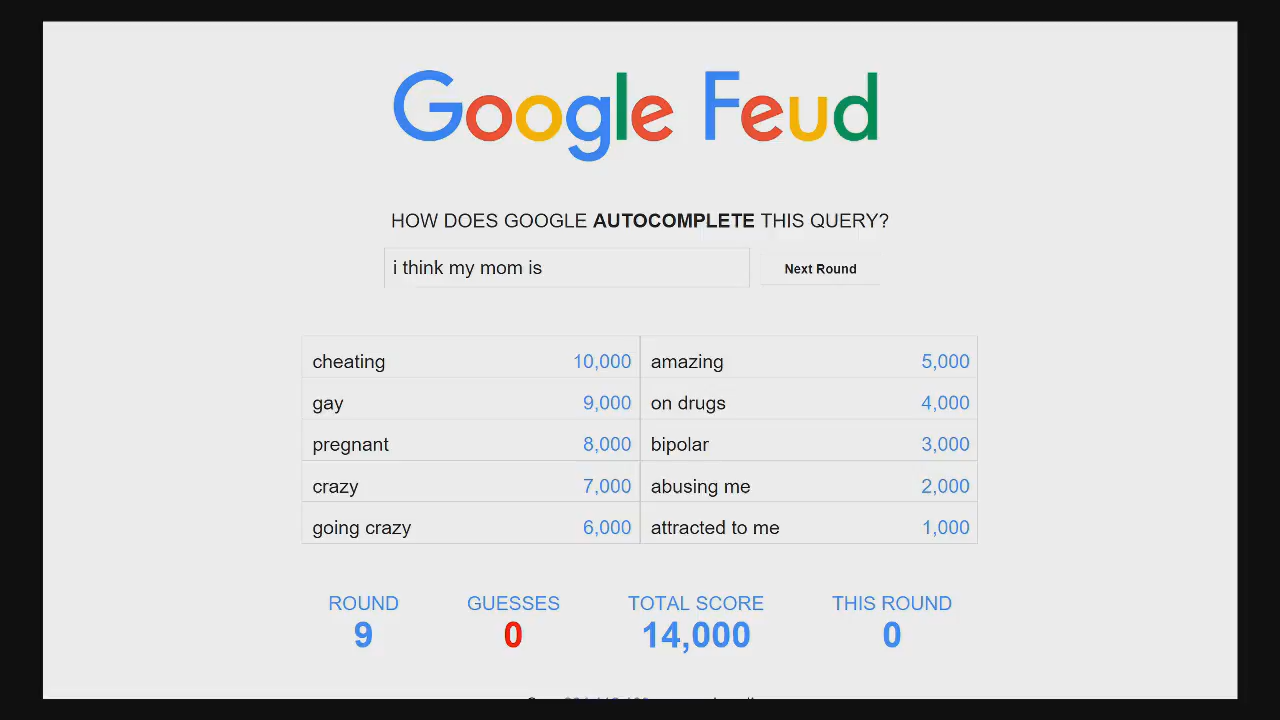 Google Feud
HOW DOES GOOGLE AUTOCOMPLETE THIS QUERY?
i think my mom is
Next Round
cheating 10,000
amazing 5,000
gay 9,000
on drugs 4,000
pregnant 8,000
bipolar 3,000
crazy 7,000
abusing me 2,000
going crazy 6,000
attracted to me 1,000
ROUND GUESSES TOTAL SCORE THIS ROUND
9 0 14,000 0